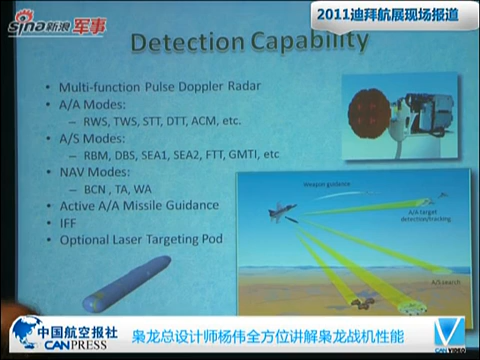 sina新浪 军事
2011迪拜航展现场报道
Detection Capability
• Multi-function Pulse Doppler Radar
• A/A Modes:
– RWS, TWS, STT, DTT, ACM, etc.
• A/S Modes:
– RBM, DBS, SEA1, SEA2, FTT, GMTI, etc
• NAV Modes:
– BCN , TA, WA
• Active A/A Missile Guidance
• IFF
• Optional Laser Targeting Pod
Weapon guidance
A/A target
detection/tracking
A/S search
中国航空报社
CANPRESS
枭龙总设计师杨伟全方位讲解枭龙战机性能
CANVIDEO